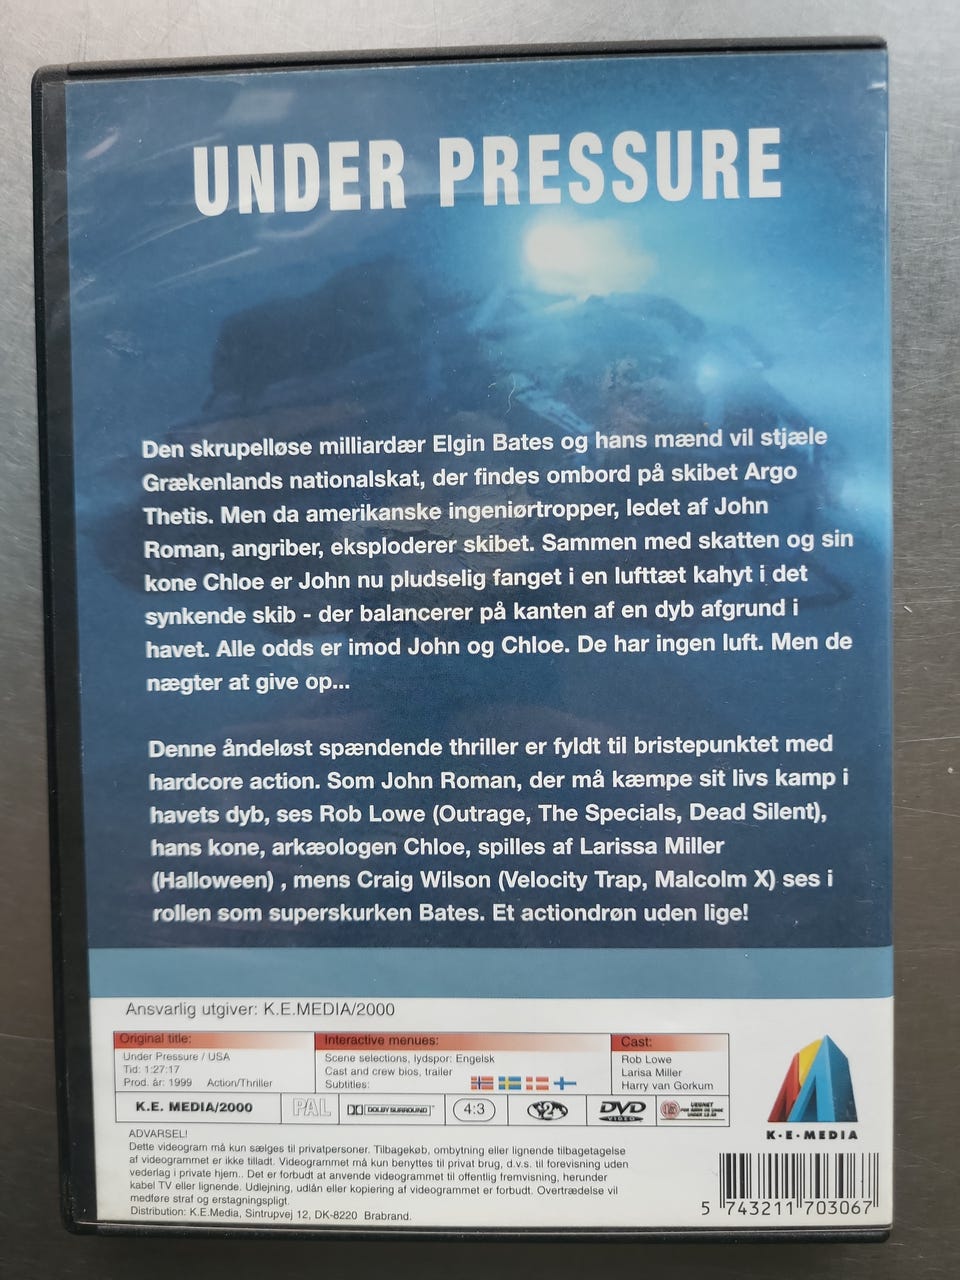 UNDER PRESSURE
Den skrupelløse milliardær Elgin Bates og hans mænd vil stjæle
Grækenlands nationalskat, der findes ombord på skibet Argo
Thetis. Men da amerikanske ingeniørtropper, ledet af John
Roman, angriber, eksploderer skibet. Sammen med skatten og sin
kone Chloe er John nu pludselig fanget i en lufttæt kahyt i det
synkende skib - der balancerer på kanten af en dyb afgrund i
havet. Alle odds er imod John og Chloe. De har ingen luft. Men de
nægter at give op...
Denne åndeløst spændende thriller er fyldt til bristepunktet med
hardcore action. Som John Roman, der må kæmpe sit livs kamp i
havets dyb, ses Rob Lowe (Outrage, The Specials, Dead Silent),
hans kone, arkæologen Chloe, spilles af Larissa Miller
(Halloween) , mens Craig Wilson (Velocity Trap, Malcolm X) ses i
rollen som superskurken Bates. Et actiondrøn uden lige!
Ansvarlig utgiver: K.E.MEDIA/2000
Original title:
Under Pressure / USA
Tid: 1:27:17
Prod. år: 1999 Action/Thriller
Interactive menues:
Scene selections, lydspor: Engelsk
Cast and crew bios, trailer
Subtitles:
Cast:
Rob Lowe
Larisa Miller
Harry van Gorkum
K.E. MEDIA/2000
PAL
DOLBY SURROUND
4:3
2
DVD
VIDEO
K·E·MEDIA
ADVARSEL!
Dette videogram må kun sælges til privatpersoner. Tilbagekøb, ombytning eller lignende tilbagetagelse
af videogrammet er ikke tilladt. Videogrammet må kun benyttes til privat brug, d.v.s. til forevisning uden
vederlag i private hjem.. Det er forbudt at anvende videogrammet til offentlig fremvisning, herunder
kabel TV eller lignende. Udlejning, udlån eller kopiering af videogrammet er forbudt. Overtrædelse vil
medføre straf og erstagningspligt.
Distribution: K.E.Media, Sintrupvej 12, DK-8220 Brabrand.
5 743211 703067